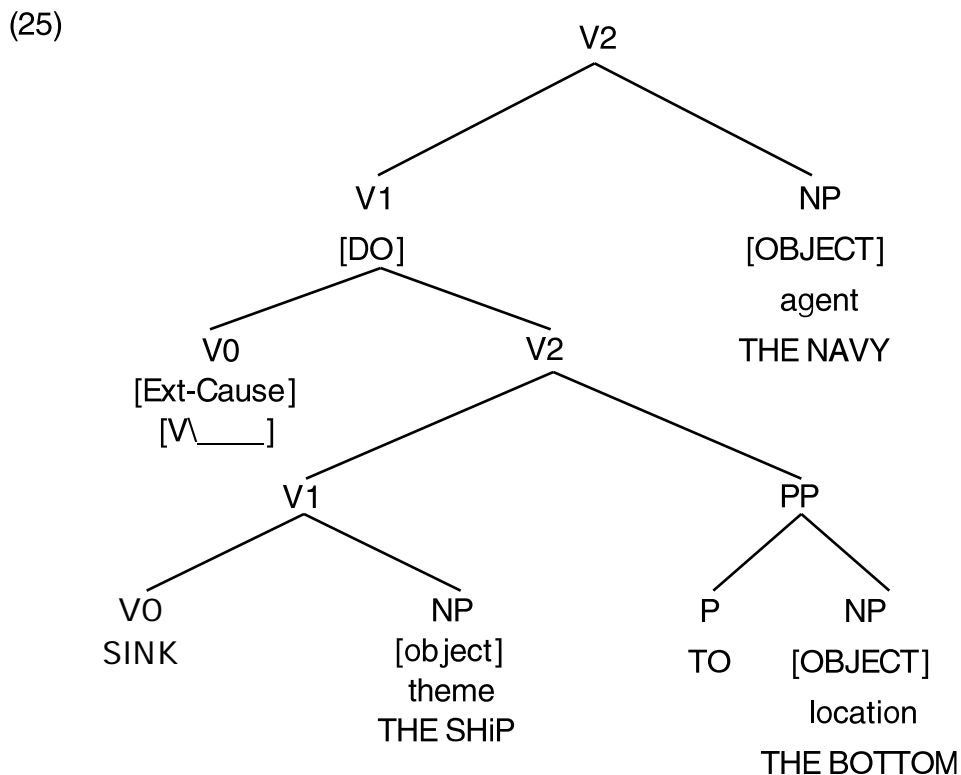 (25)
V2
V1 NP
[DO] [OBJECT]
agent
V0 V2 THE NAVY
[Ext-Cause]
[V\____]
V1 PP
V0 NP P NP
SINK [object] TO [OBJECT]
theme location
THE SHiP THE BOTTOM